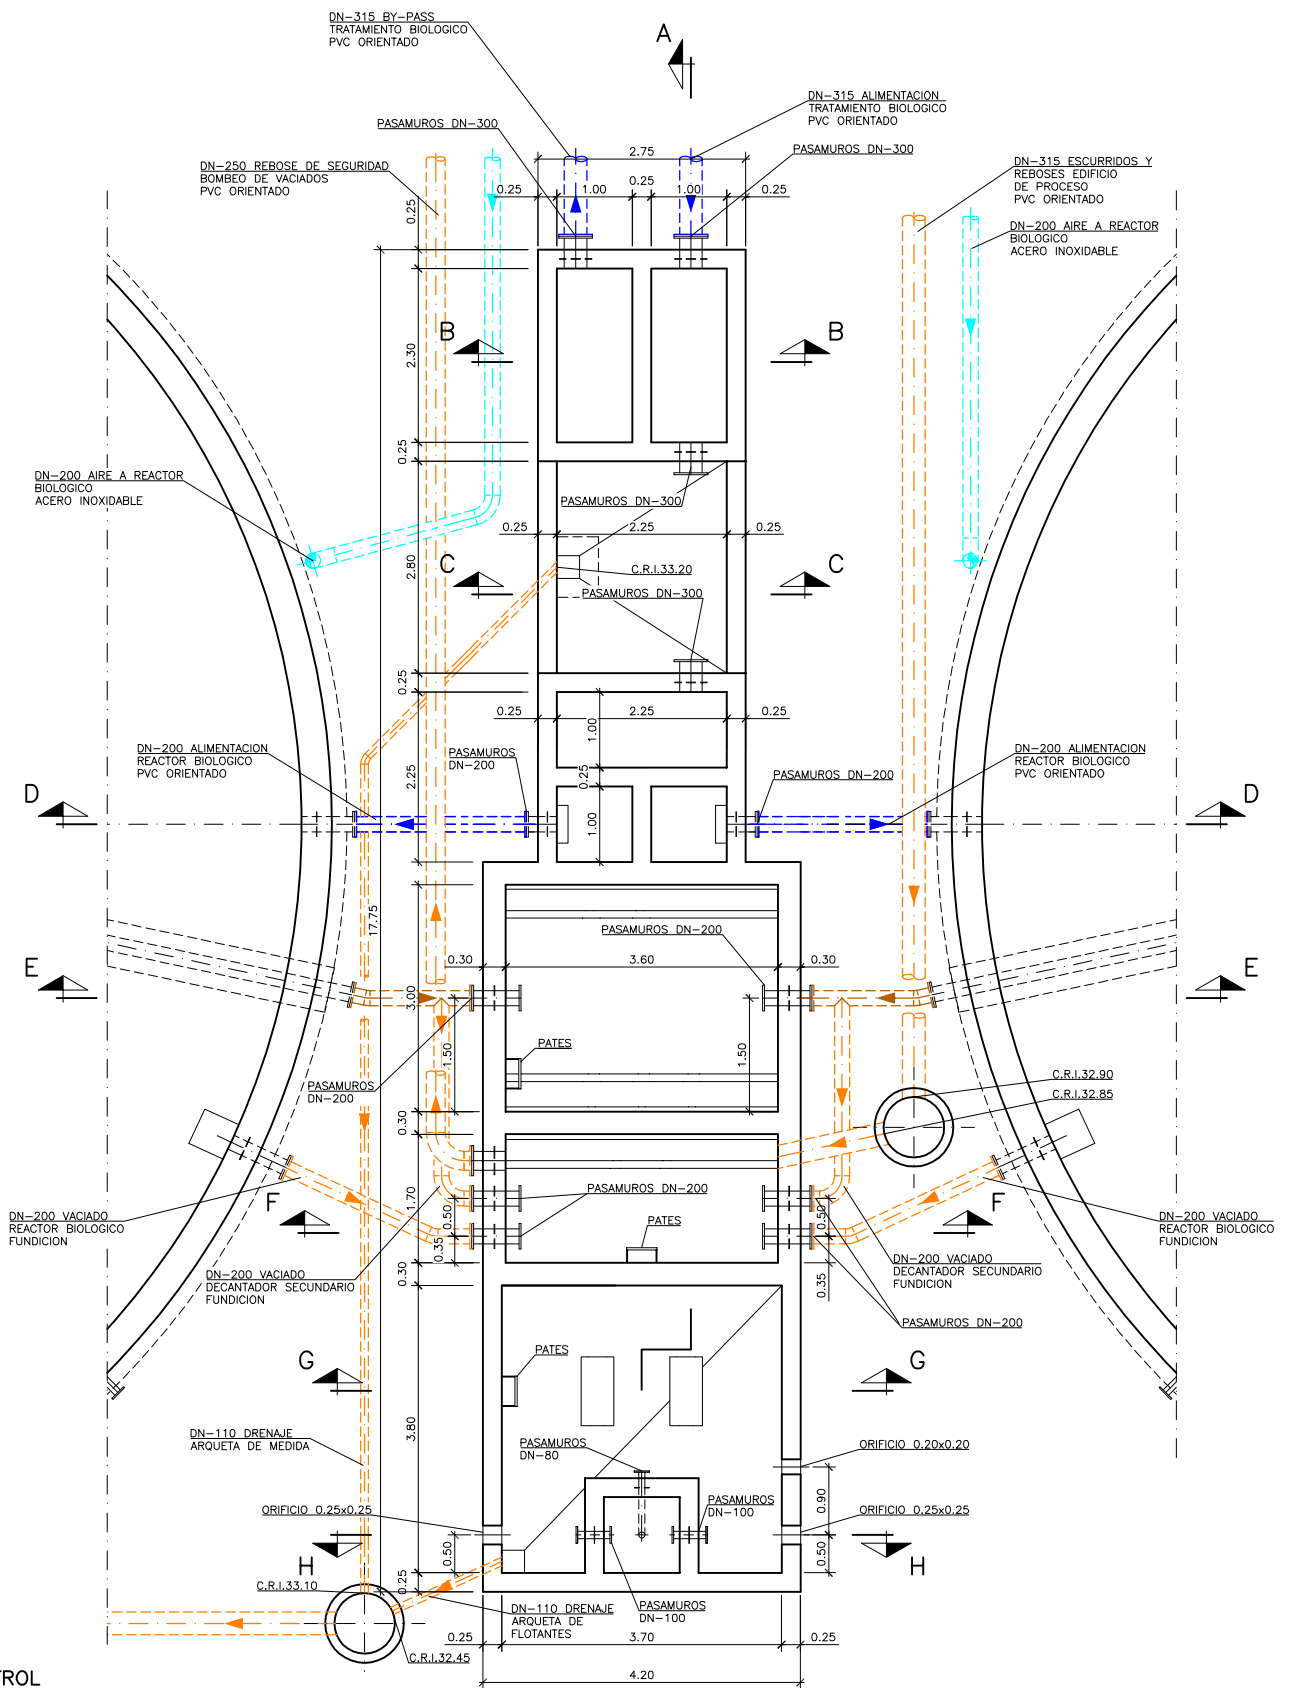 DN-315 BY-PASS
TRATAMIENTO BIOLOGICO
PVC ORIENTADO
A
DN-315 ALIMENTACION
TRATAMIENTO BIOLOGICO
PVC ORIENTADO
PASAMUROS DN-300
PASAMUROS DN-300
2.75
DN-250 REBOSE DE SEGURIDAD
BOMBEO DE VACIADOS
PVC ORIENTADO
DN-315 ESCURRIDOS Y
REBOSES EDIFICIO
DE PROCESO
PVC ORIENTADO
0.25
1.00
0.25
1.00
0.25
0.25
DN-200 AIRE A REACTOR
BIOLOGICO
ACERO INOXIDABLE
B
B
2.30
0.25
DN-200 AIRE A REACTOR
BIOLOGICO
ACERO INOXIDABLE
PASAMUROS DN-300
0.25
2.25
0.25
C
C
C.R.I.33.20
2.80
PASAMUROS DN-300
0.25
0.25
2.25
0.25
1.00
DN-200 ALIMENTACION
REACTOR BIOLOGICO
PVC ORIENTADO
PASAMUROS
DN-200
DN-200 ALIMENTACION
REACTOR BIOLOGICO
PVC ORIENTADO
2.25
0.25
PASAMUROS DN-200
D
D
1.00
17.75
PASAMUROS DN-200
0.30
3.60
0.30
E
E
3.00
1.50
1.50
PATES
PASAMUROS
DN-200
C.R.I.32.90
C.R.I.32.85
0.30
1.70
PASAMUROS DN-200
F
F
0.50
0.50
PATES
DN-200 VACIADO
REACTOR BIOLOGICO
FUNDICION
DN-200 VACIADO
REACTOR BIOLOGICO
FUNDICION
0.35
DN-200 VACIADO
DECANTADOR SECUNDARIO
FUNDICION
DN-200 VACIADO
DECANTADOR SECUNDARIO
FUNDICION
0.30
0.35
PASAMUROS DN-200
PATES
G
G
3.80
DN-110 DRENAJE
ARQUETA DE MEDIDA
PASAMUROS
DN-80
ORIFICIO 0.20x0.20
ORIFICIO 0.25x0.25
PASAMUROS
DN-100
0.90
ORIFICIO 0.25x0.25
H
H
0.50
0.50
C.R.I.33.10
0.25
DN-110 DRENAJE
ARQUETA DE
FLOTANTES
PASAMUROS
DN-100
0.25
3.70
0.25
C.R.I.32.45
4.20
TROL